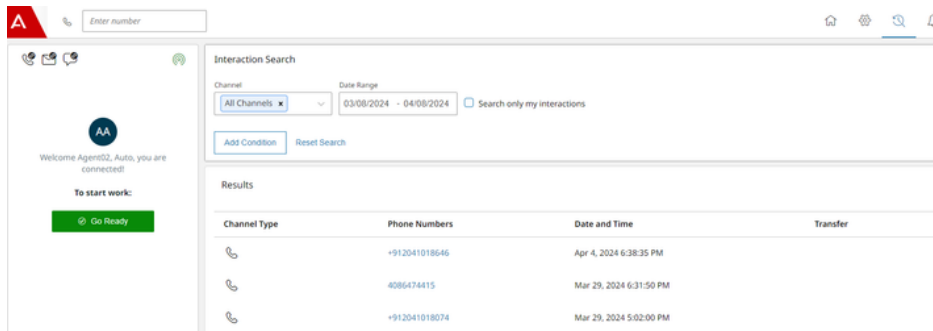 Enter number
Interaction Search
Channel
Date Range
All Channels x
03/08/2024 - 04/08/2024
Search only my interactions
Add Condition
Reset Search
AA
Welcome Agent02, Auto, you are
connected!
To start work:
Go Ready
Results
Channel Type Phone Numbers Date and Time Transfer
+912041018646 Apr 4, 2024 6:38:35 PM
4086474415 Mar 29, 2024 6:31:50 PM
+912041018074 Mar 29, 2024 5:02:00 PM